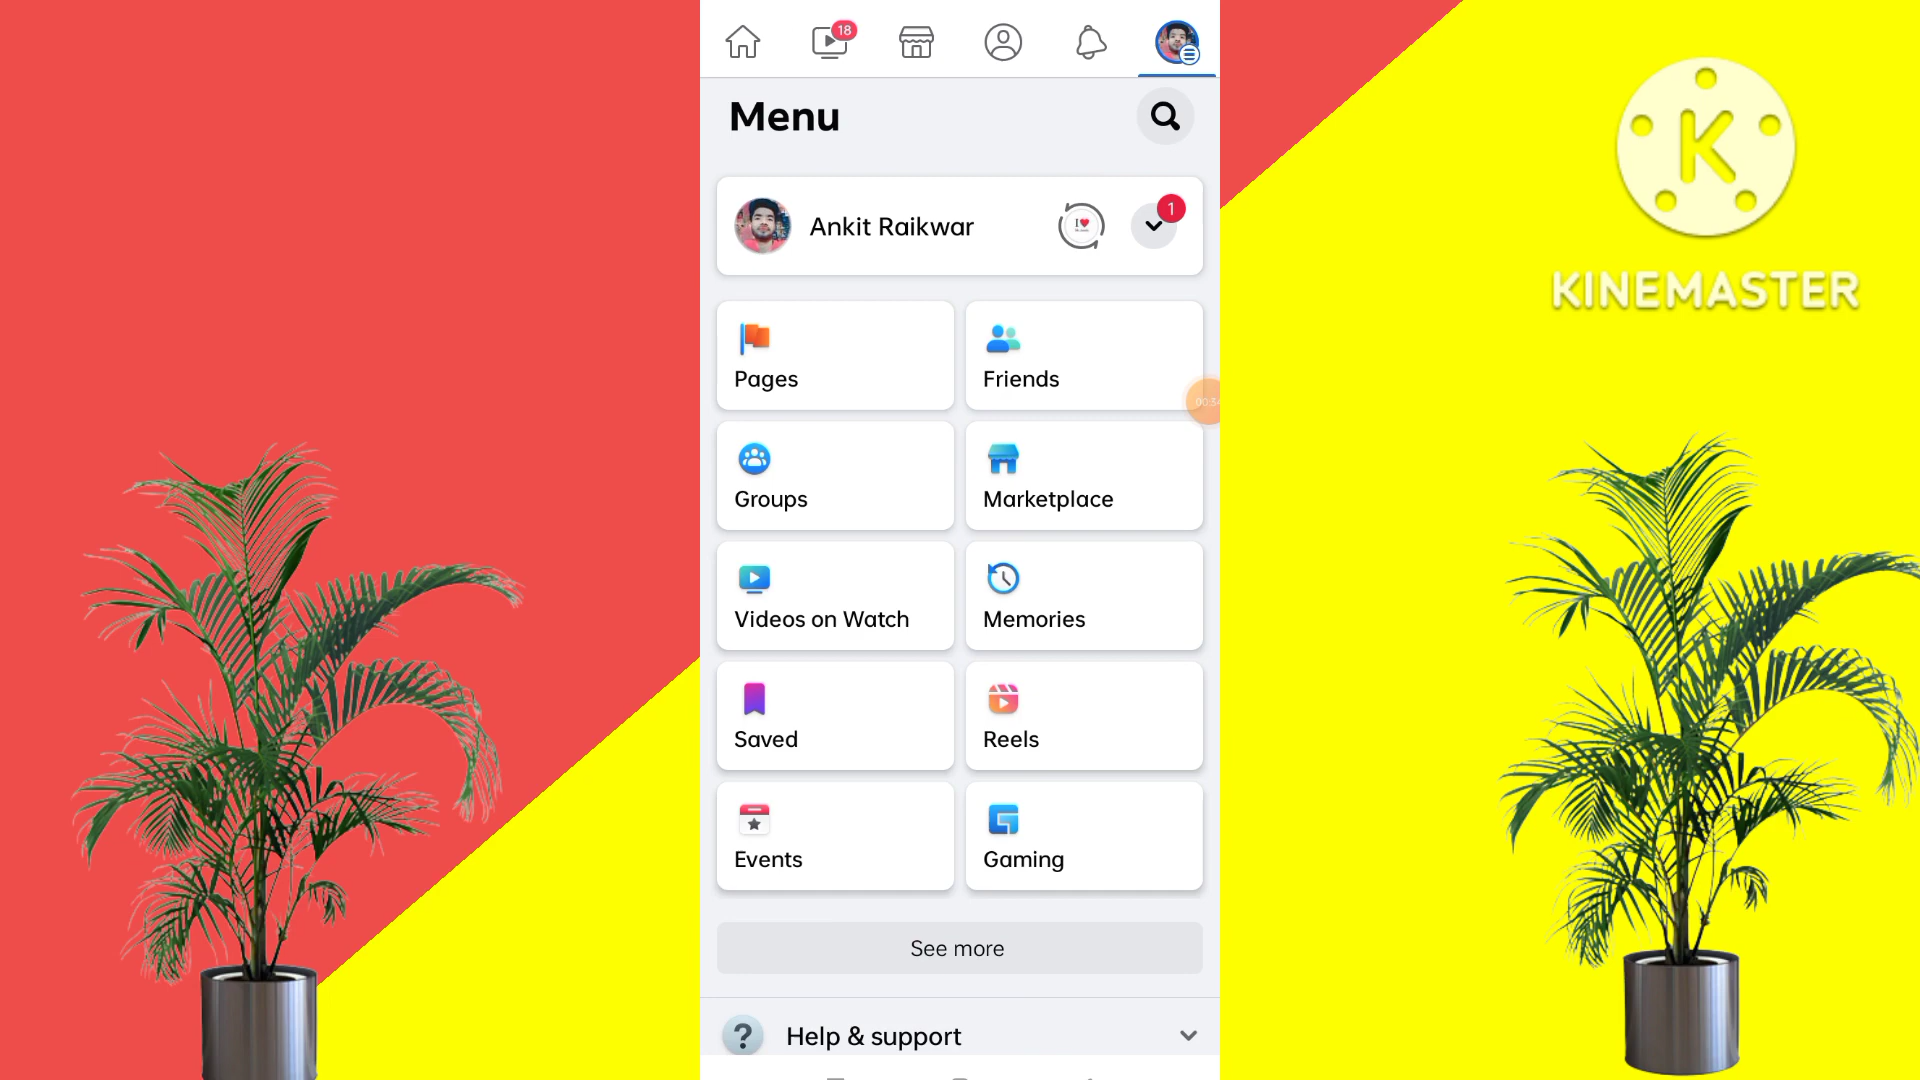 18
Menu
Ankit Raikwar
I
1
Pages
Friends
Groups
Marketplace
Videos on Watch
Memories
Saved
Reels
Events
Gaming
See more
? Help & support
K
KINEMASTER